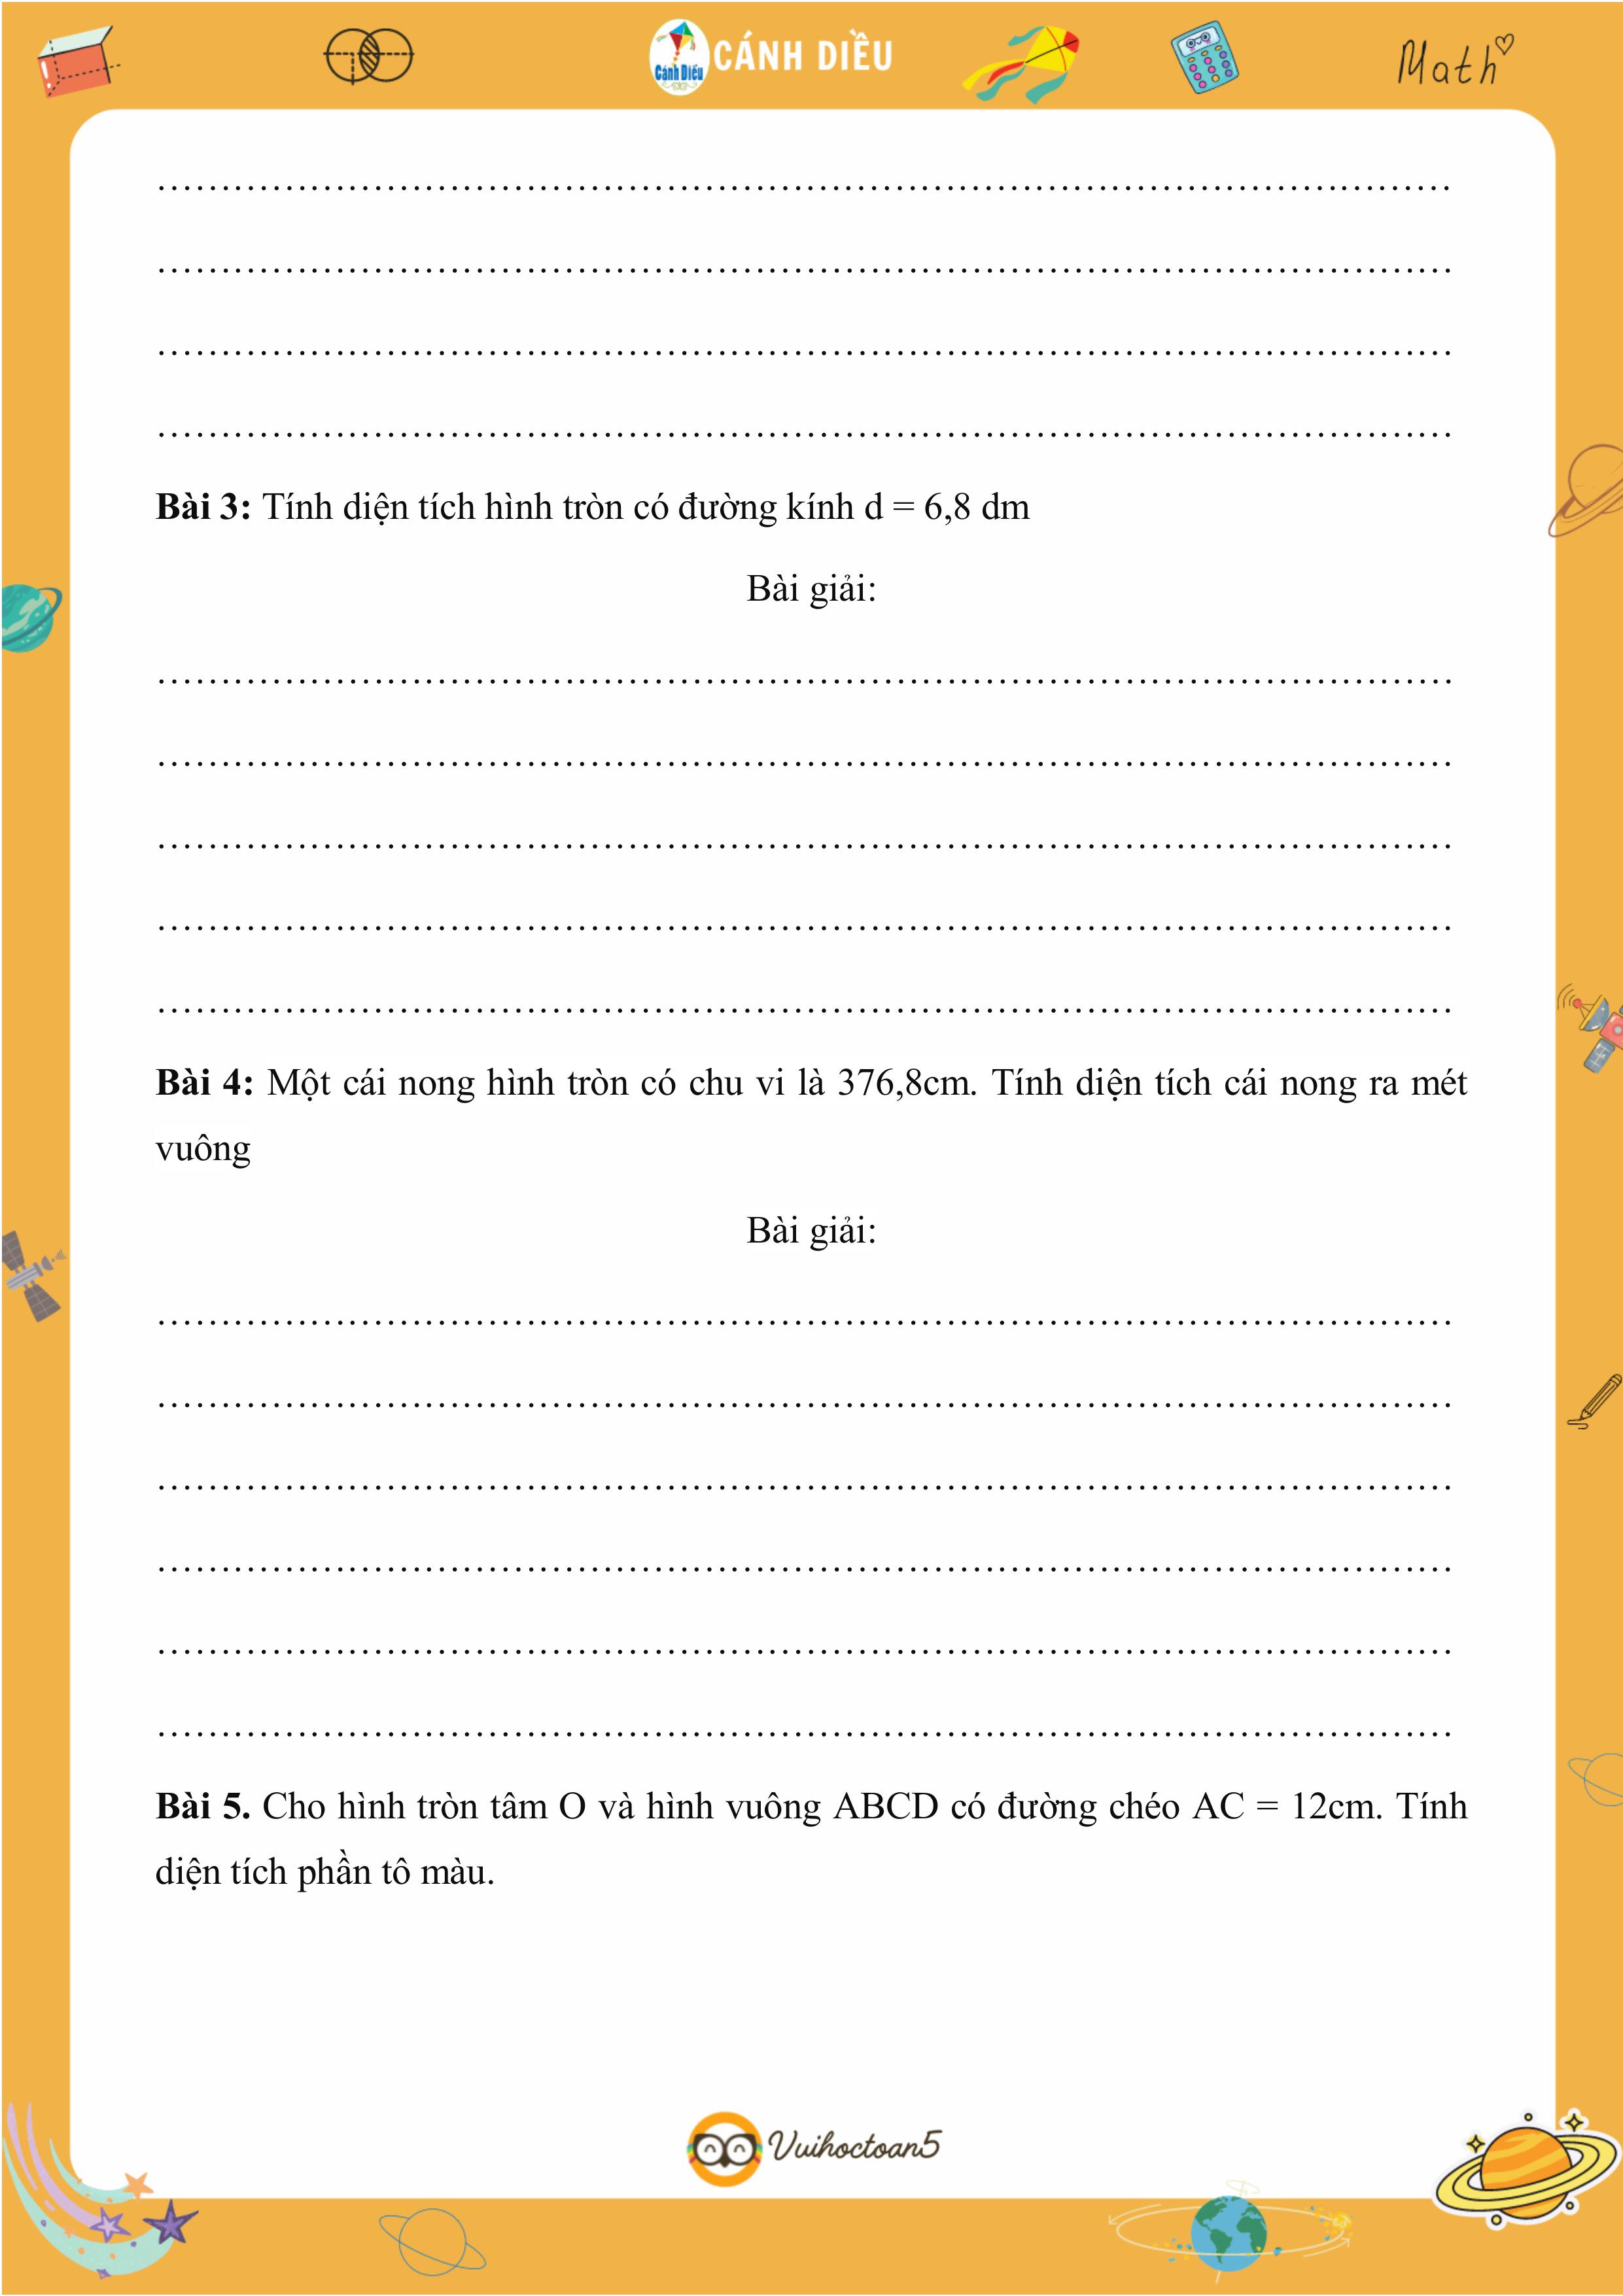 Cánh Diều CÁNH DIỀU Math
........................................................................................................
........................................................................................................
........................................................................................................
........................................................................................................
Bài 3: Tính diện tích hình tròn có đường kính d = 6,8 dm
Bài giải:
........................................................................................................
........................................................................................................
........................................................................................................
........................................................................................................
........................................................................................................
Bài 4: Một cái nong hình tròn có chu vi là 376,8cm. Tính diện tích cái nong ra mét
vuông
Bài giải:
........................................................................................................
........................................................................................................
........................................................................................................
........................................................................................................
........................................................................................................
........................................................................................................
Bài 5. Cho hình tròn tâm O và hình vuông ABCD có đường chéo AC = 12cm. Tính
diện tích phần tô màu.
Vuihoctoan5